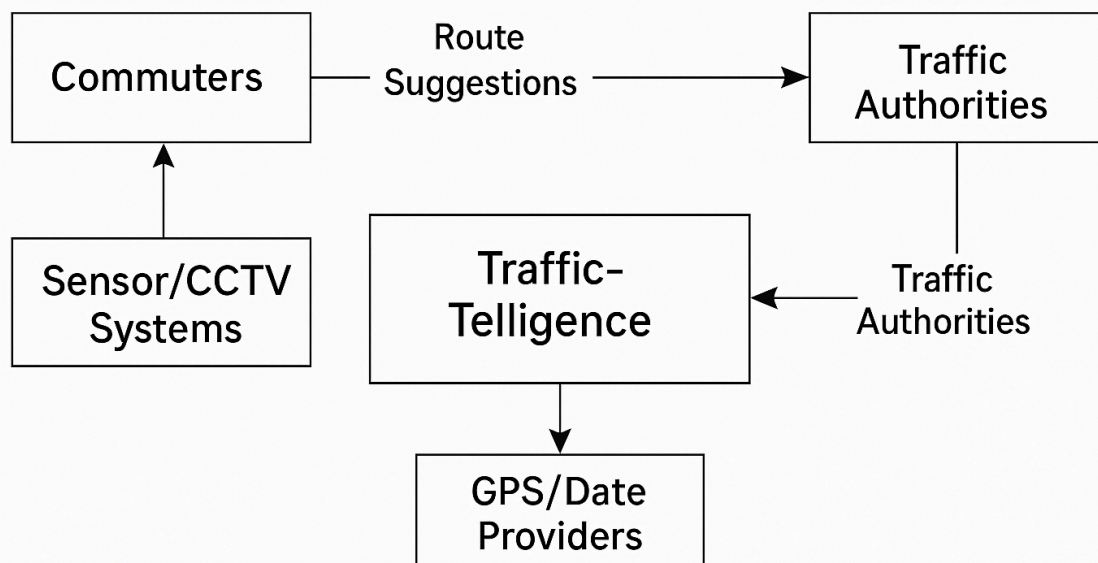 Commuters
Route
Suggestions
Traffic
Authorities
Sensor/CCTV
Systems
Traffic-
Telligence
Traffic
Authorities
GPS/Date
Providers